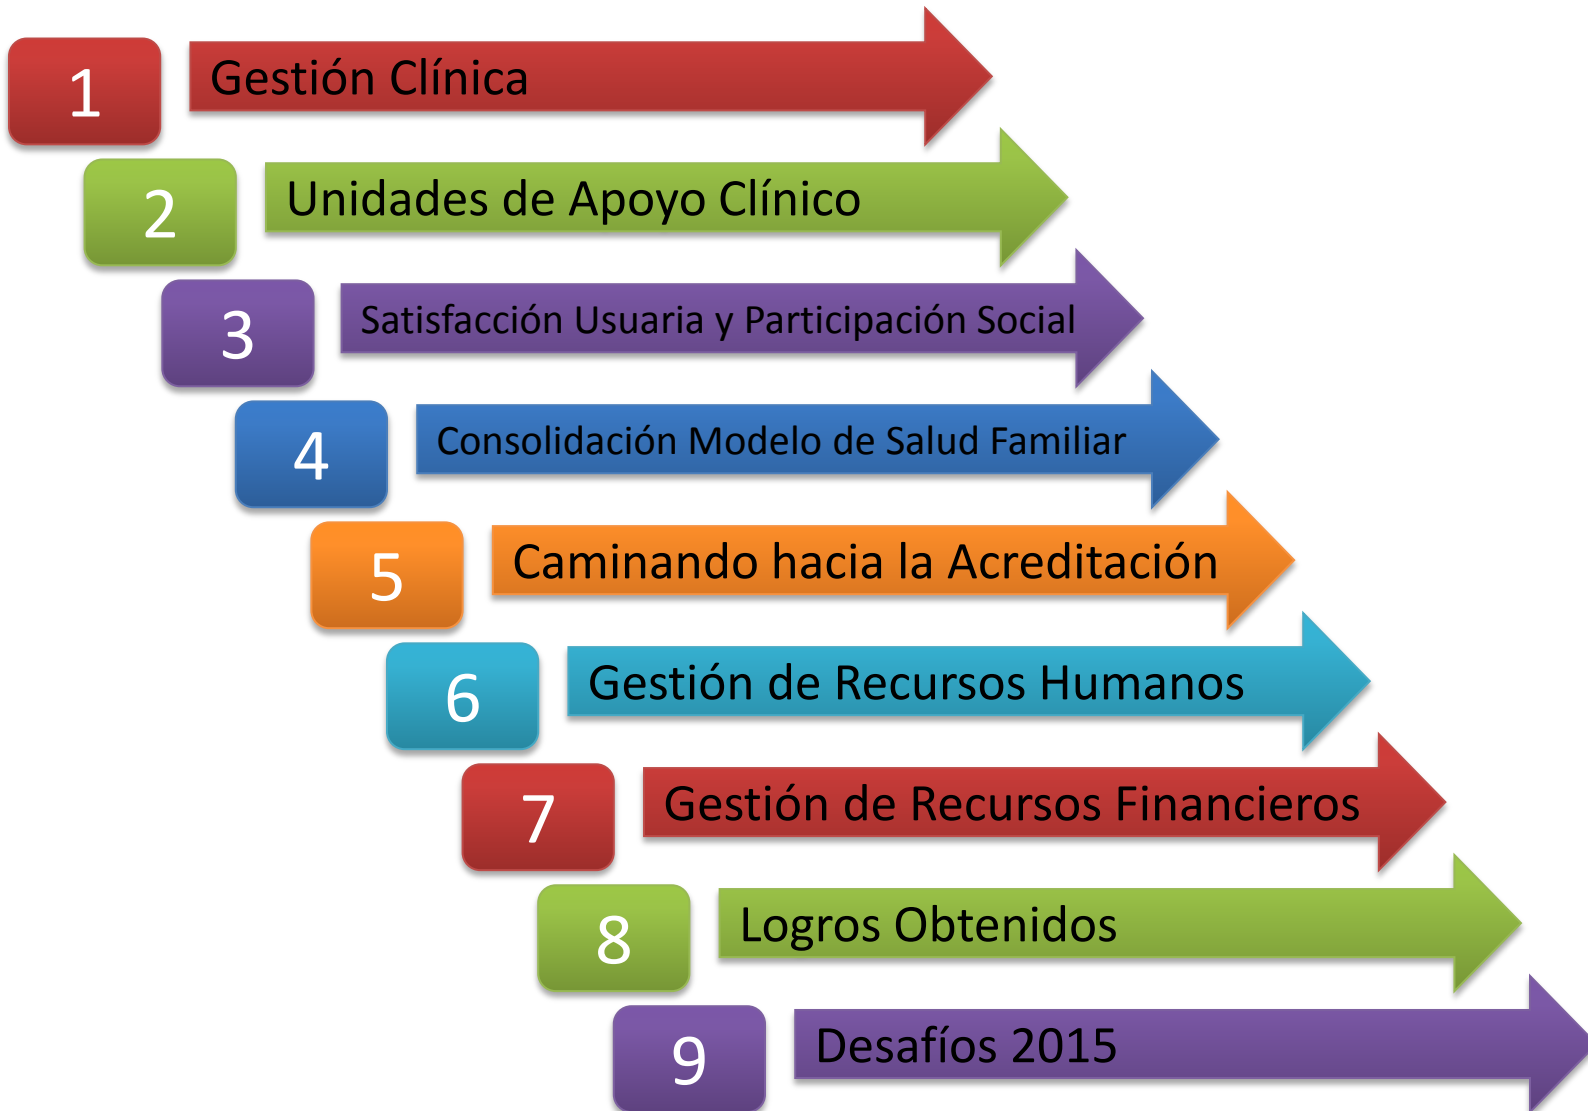 1
Gestión Clínica
2
Unidades de Apoyo Clínico
3
Satisfacción Usuaria y Participación Social
4
Consolidación Modelo de Salud Familiar
5
Caminando hacia la Acreditación
6
Gestión de Recursos Humanos
7
Gestión de Recursos Financieros
8
Logros Obtenidos
9
Desafíos 2015